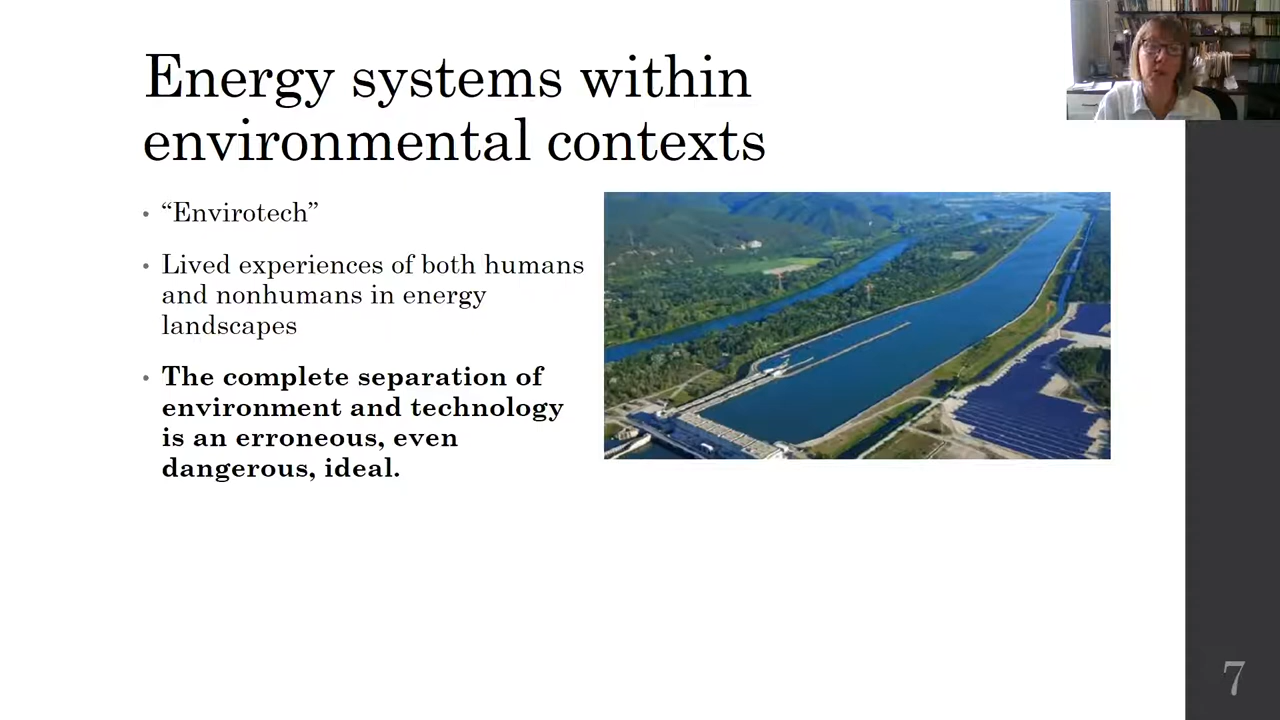 Energy systems within
environmental contexts
• “Envirotech”
• Lived experiences of both humans
and nonhumans in energy
landscapes
• The complete separation of
environment and technology
is an erroneous, even
dangerous, ideal.
7